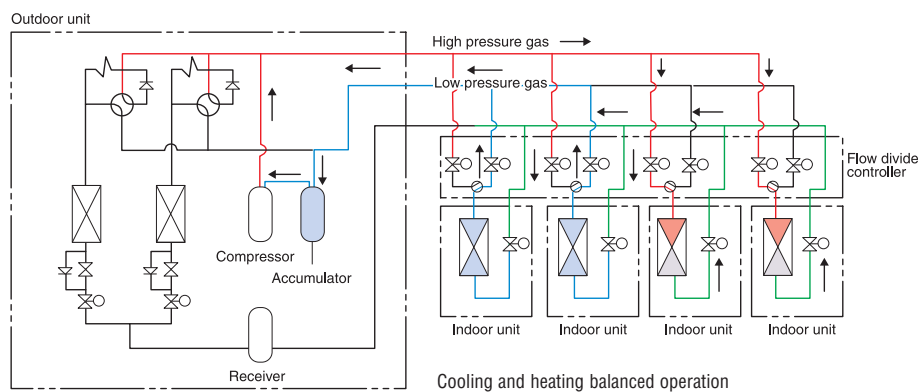 Outdoor unit
High pressure gas
Low pressure gas
Flow divide
controller
Compressor
Accumulator
Receiver
Indoor unit
Indoor unit
Indoor unit
Indoor unit
Cooling and heating balanced operation